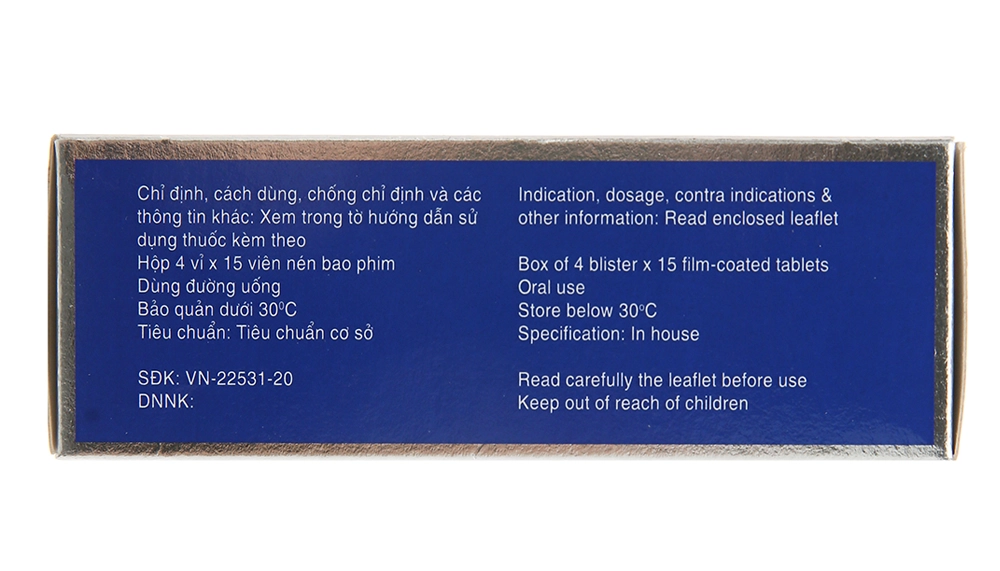 Chỉ định, cách dùng, chống chỉ định và các
thông tin khác: Xem trong tờ hướng dẫn sử
dụng thuốc kèm theo
Hộp 4 vỉ x 15 viên nén bao phim
Dùng đường uống
Bảo quản dưới 30⁰C
Tiêu chuẩn: Tiêu chuẩn cơ sở
SĐK: VN-22531-20
DNNK:
Indication, dosage, contra indications &
other information: Read enclosed leaflet
Box of 4 blister x 15 film-coated tablets
Oral use
Store below 30°C
Specification: In house
Read carefully the leaflet before use
Keep out of reach of children